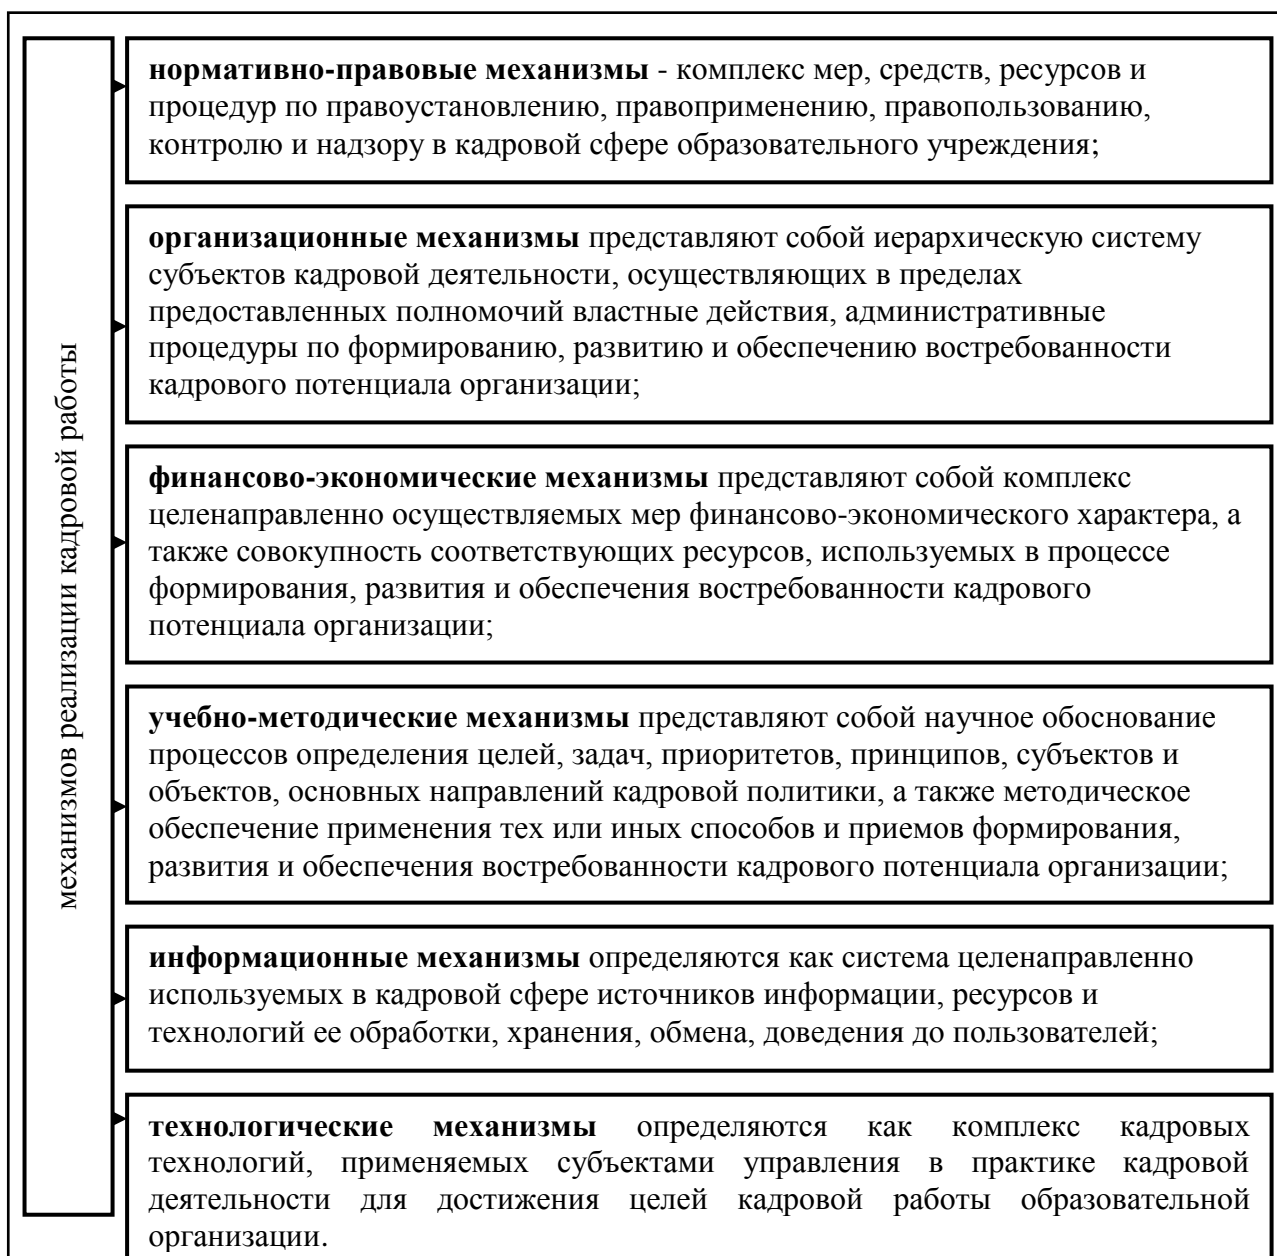 механизмов реализации кадровой работы
нормативно-правовые механизмы - комплекс мер, средств, ресурсов и
процедур по правоустановлению, правоприменению, правопользованию,
контролю и надзору в кадровой сфере образовательного учреждения;
организационные механизмы представляют собой иерархическую систему
субъектов кадровой деятельности, осуществляющих в пределах
предоставленных полномочий властные действия, административные
процедуры по формированию, развитию и обеспечению востребованности
кадрового потенциала организации;
финансово-экономические механизмы представляют собой комплекс
целенаправленно осуществляемых мер финансово-экономического характера, а
также совокупность соответствующих ресурсов, используемых в процессе
формирования, развития и обеспечения востребованности кадрового
потенциала организации;
учебно-методические механизмы представляют собой научное обоснование
процессов определения целей, задач, приоритетов, принципов, субъектов и
объектов, основных направлений кадровой политики, а также методическое
обеспечение применения тех или иных способов и приемов формирования,
развития и обеспечения востребованности кадрового потенциала организации;
информационные механизмы определяются как система целенаправленно
используемых в кадровой сфере источников информации, ресурсов и
технологий ее обработки, хранения, обмена, доведения до пользователей;
технологические механизмы определяются как комплекс кадровых
технологий, применяемых субъектами управления в практике кадровой
деятельности для достижения целей кадровой работы образовательной
организации.